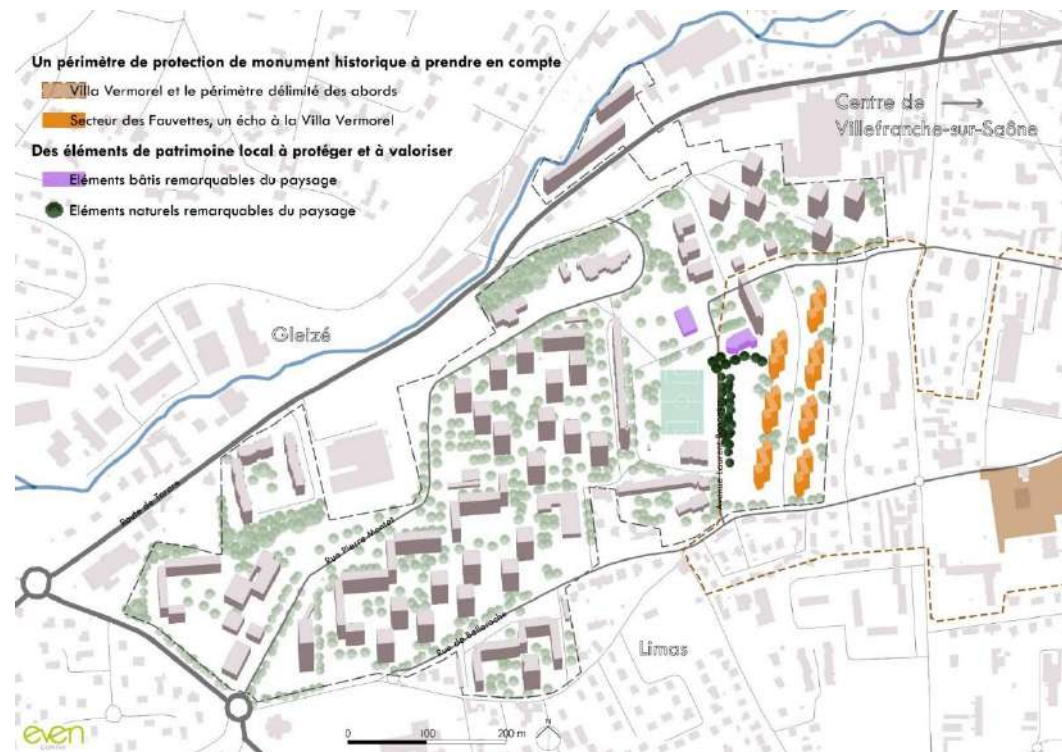 Un périmètre de protection de monument historique à prendre en compte
Villa Vermorel et le périmètre délimité des abords
Secteur des Fauvettes, un écho à la Villa Vermorel
Des éléments de patrimoine local à protéger et à valoriser
Eléments bâtis remarquables du paysage
Eléments naturels remarquables du paysage
Centre de
Villefranche-sur-Saône
Gleizé
Route de Tarare
Rue Pierre Montet
Avenue Laurent
Rue de Belleroche
Limas
éven
0 100 200 m
N